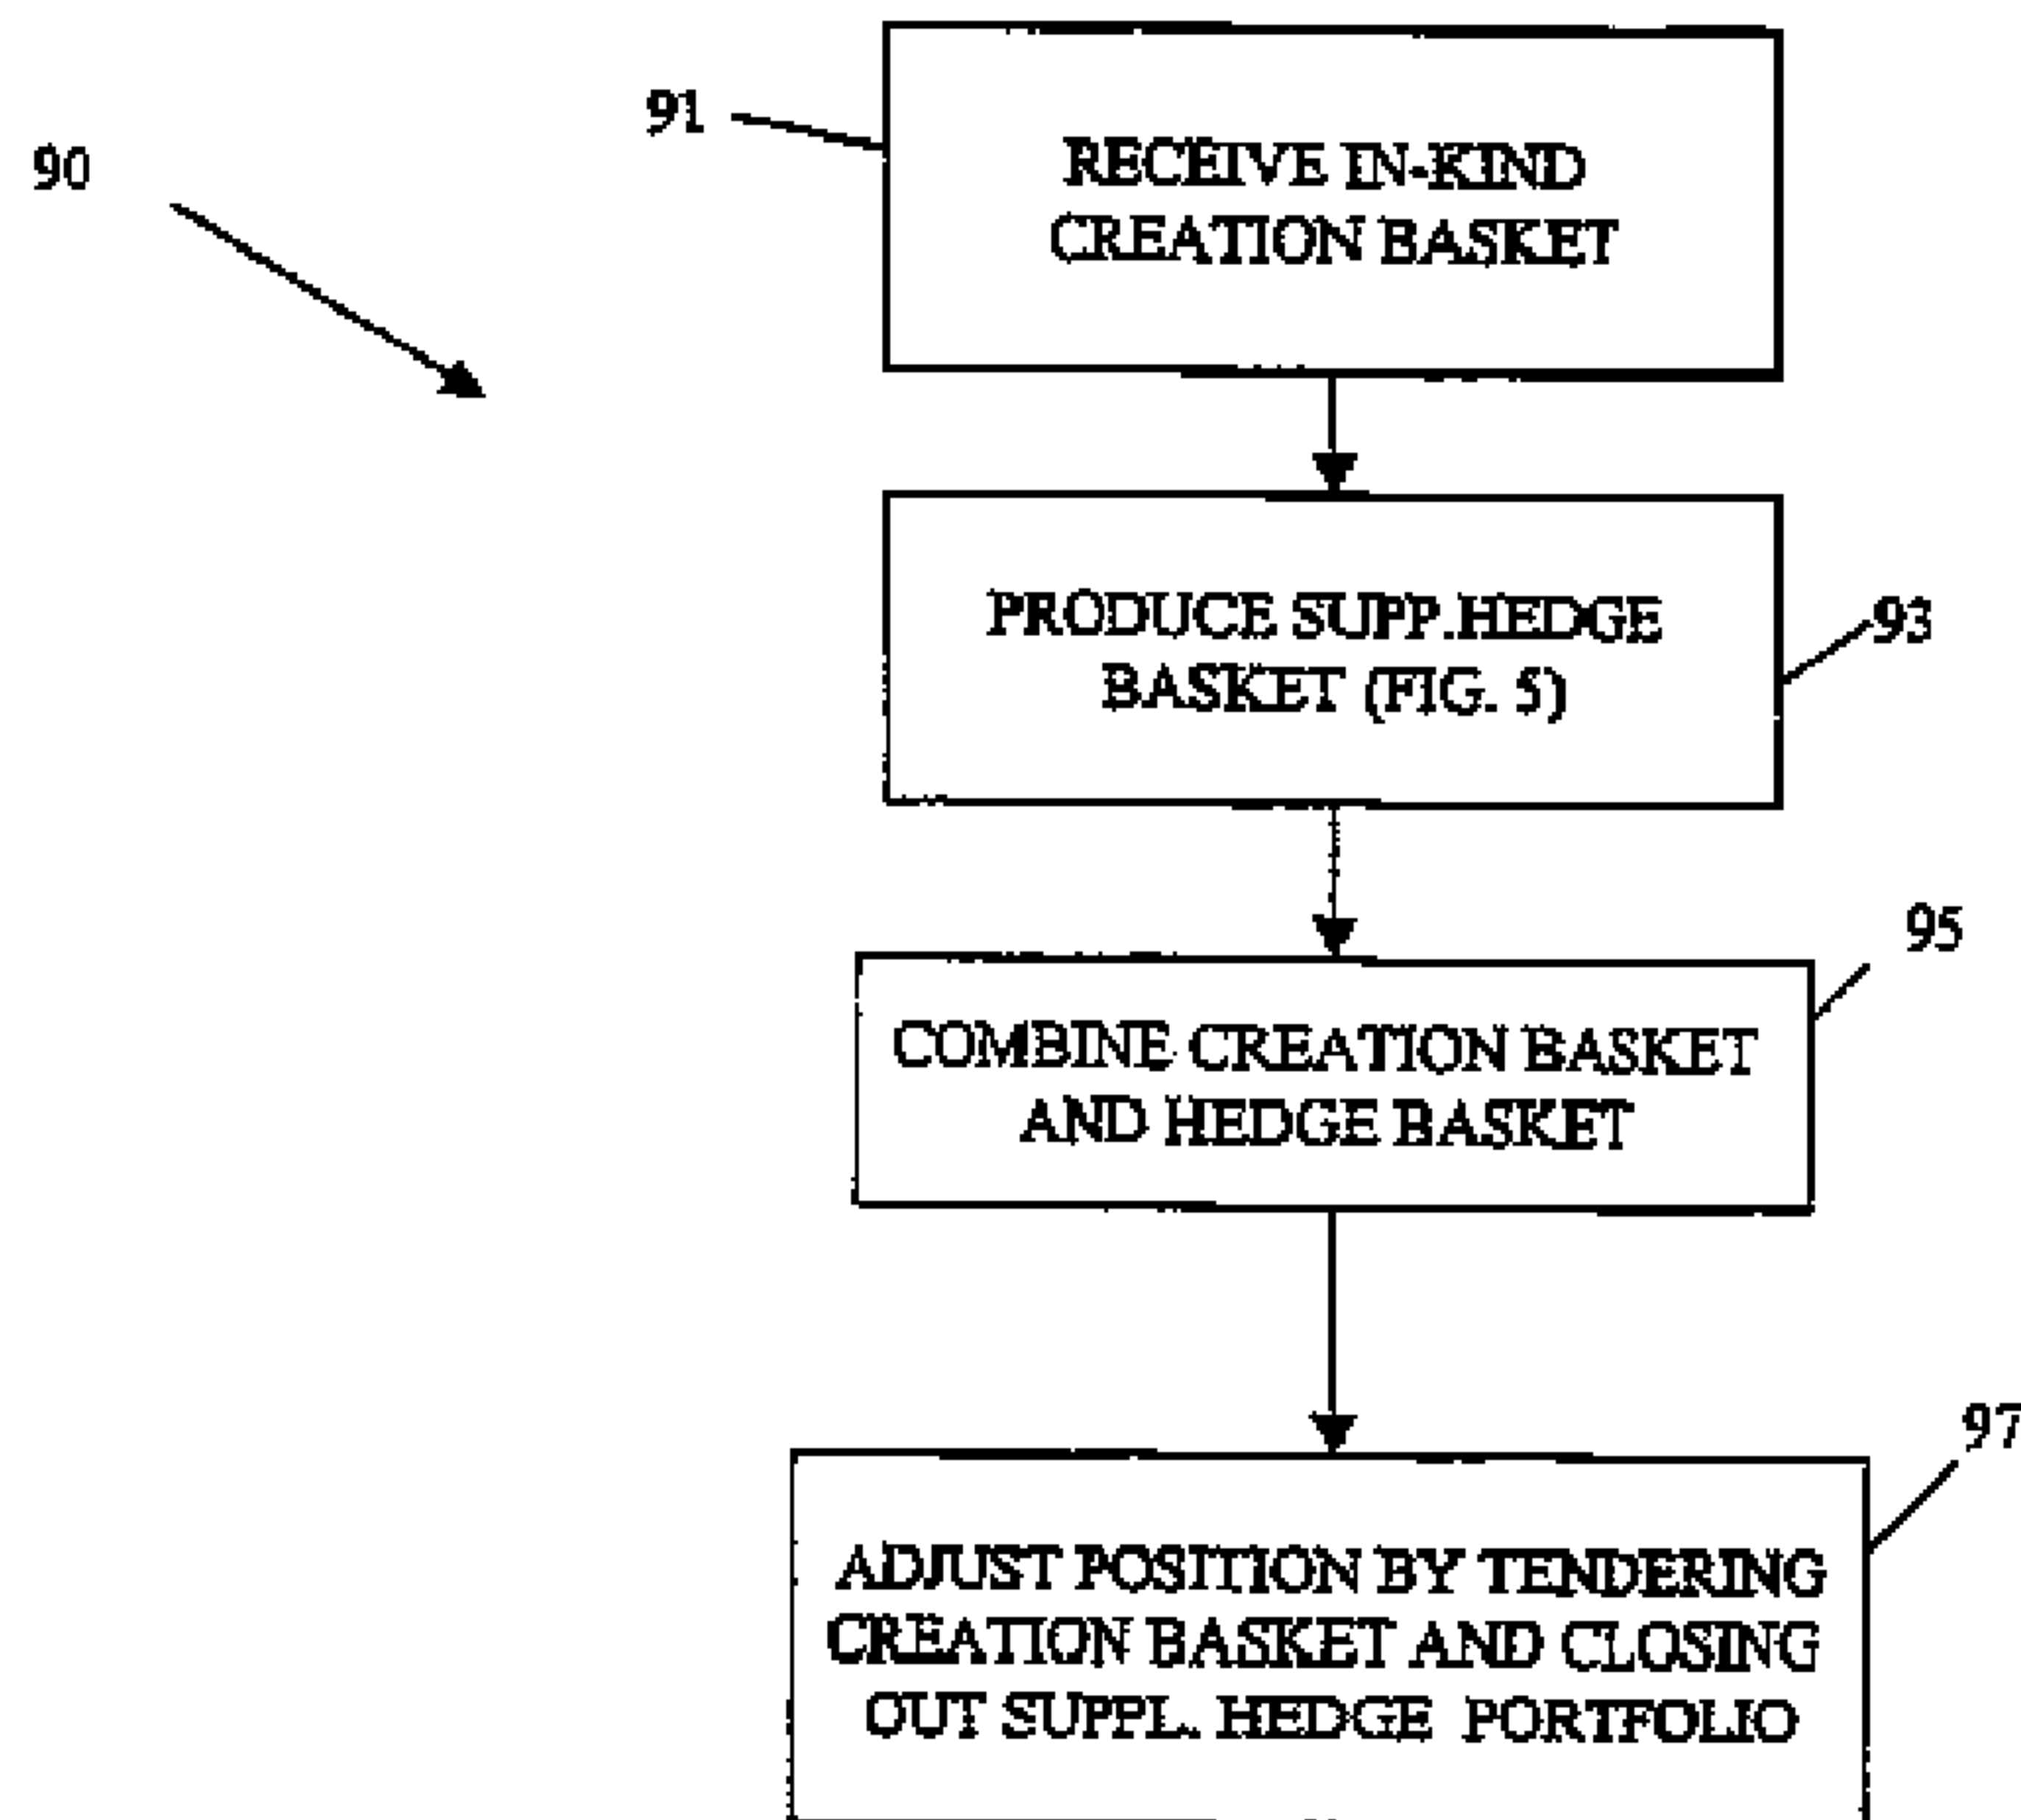 90
91
RECEIVE IN-KIND
CREATION BASKET
PRODUCE SUPP.HEDGE
BASKET (FIG. 5)
93
95
COMBINE CREATION BASKET
AND HEDGE BASKET
97
ADJUST POSITION BY TENDERING
CREATION BASKET AND CLOSING
OUT SUPPL. HEDGE PORTFOLIO